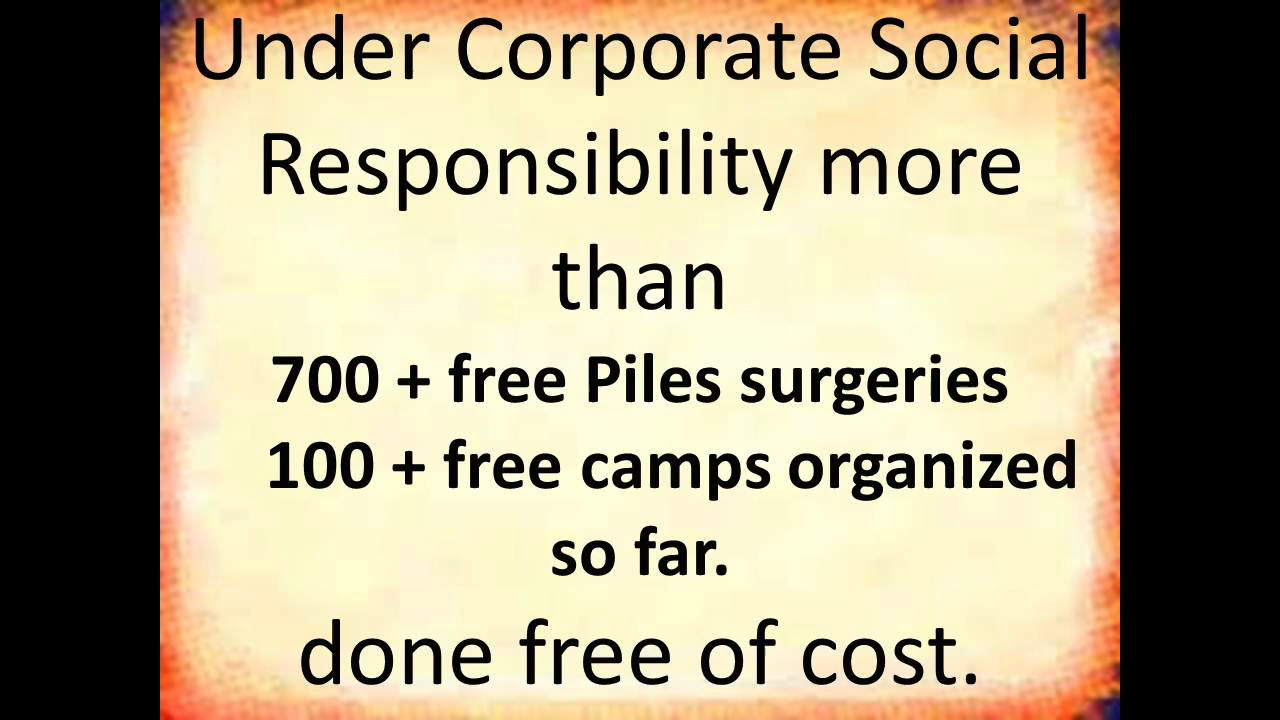 Under Corporate Social
Responsibility more
than
700 + free Piles surgeries
100 + free camps organized
so far.
done free of cost.